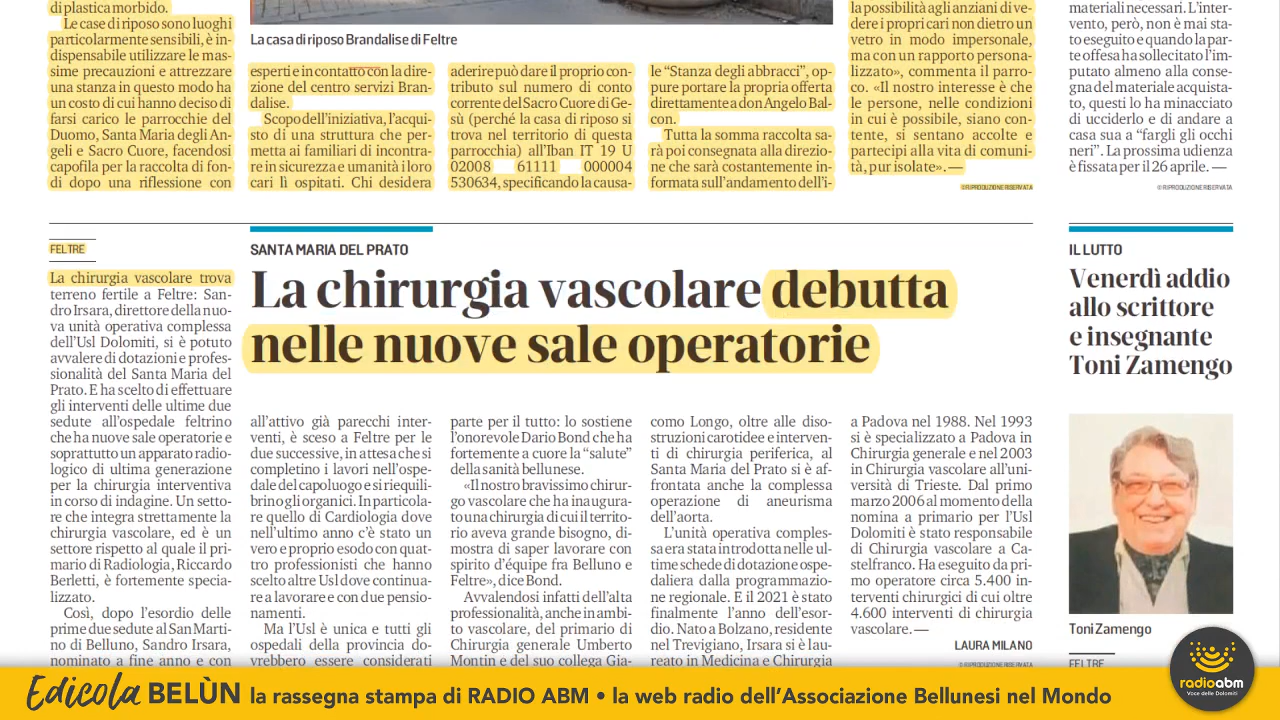 di plastica morbido.
Le case di riposo sono luoghi
particolarmente sensibili, è in-
dispensabile utilizzare le mas-
sime precauzioni e attrezzare
una stanza in questo modo ha
un costo di cui hanno deciso di
farsi carico le parrocchie del
Duomo, Santa Maria degli An-
geli e Sacro Cuore, facendosi
capofila per la raccolta di fon-
di dopo una riflessione con
La casa di riposo Brandalise di Feltre
esperti e in contatto con la dire-
zione del centro servizi Bran-
dalise.
Scopo dell'iniziativa, l'acqui-
sto di una struttura che per-
metta ai familiari di incontra-
re in sicurezza e umanità i loro
cari lì ospitati. Chi desidera
aderire può dare il proprio con-
tributo sul numero di conto
corrente del Sacro Cuore di Ge-
sù (perché la casa di riposo si
trova nel territorio di questa
parrocchia) all'Iban IT 19 U
02008 61111 000004
530634, specificando la causa-
le “Stanza degli abbracci”, op-
pure portare la propria offerta
direttamente a don Angelo Bal-
con.
Tutta la somma raccolta sa-
rà poi consegnata alla direzio-
ne che sarà costantemente in-
formata sull'andamento dell'i-
la possibilità agli anziani di ve-
dere i propri cari non dietro un
vetro in modo impersonale,
ma con un rapporto persona-
lizzato», commenta il parro-
co. «Il nostro interesse è che
le persone, nelle condizioni
in cui è possibile, siano con-
tente, si sentano accolte e
partecipi alla vita di comuni-
tà, pur isolate». —
©RIPRODUZIONE RISERVATA
materiali necessari. L'inter-
vento, però, non è mai sta-
to eseguito e quando la par-
te offesa ha sollecitato l'im-
putato almeno alla conse-
gna del materiale acquista-
to, questi lo ha minacciato
di ucciderlo e di andare a
casa sua a “fargli gli occhi
neri”. La prossima udienza
è fissata per il 26 aprile. —
©RIPRODUZIONE RISERVATA
FELTRE
La chirurgia vascolare trova
terreno fertile a Feltre: San-
dro Irsara, direttore della nuo-
va unità operativa complessa
dell'Usl Dolomiti, si è potuto
avvalere di dotazioni e profes-
sionalità del Santa Maria del
Prato. E ha scelto di effettuare
gli interventi delle ultime due
sedute all'ospedale feltrino
che ha nuove sale operatorie e
soprattutto un apparato radio-
logico di ultima generazione
per la chirurgia interventiva
in corso di indagine. Un setto-
re che integra strettamente la
chirurgia vascolare, ed è un
settore rispetto al quale il pri-
mario di Radiologia, Riccardo
Berletti, è fortemente specia-
lizzato.
Così, dopo l'esordio delle
prime due sedute al San Marti-
no di Belluno, Sandro Irsara,
nominato a fine anno e con
SANTA MARIA DEL PRATO
La chirurgia vascolare debutta
nelle nuove sale operatorie
all'attivo già parecchi inter-
venti, è sceso a Feltre per le
due successive, in attesa che si
completino i lavori nell'ospe-
dale del capoluogo e si riequili-
brino gli organici. In particola-
re quello di Cardiologia dove
nell'ultimo anno c'è stato un
vero e proprio esodo con quat-
tro professionisti che hanno
scelto altre Usl dove continua-
re a lavorare e con due pensio-
namenti.
Ma l'Usl è unica e tutti gli
ospedali della provincia do-
vrebbero essere considerati
parte per il tutto: lo sostiene
l'onorevole Dario Bond che ha
fortemente a cuore la “salute”
della sanità bellunese.
«Il nostro bravissimo chirur-
go vascolare che ha inaugura-
to una chirurgia di cui il territo-
rio aveva grande bisogno, di-
mostra di saper lavorare con
spirito d'équipe fra Belluno e
Feltre», dice Bond.
Avvalendosi infatti dell'alta
professionalità, anche in ambi-
to vascolare, del primario di
Chirurgia generale Umberto
Montin e del suo collega Gia-
como Longo, oltre alle diso-
struzioni carotidee e interven-
ti di chirurgia periferica, al
Santa Maria del Prato si è af-
frontata anche la complessa
operazione di aneurisma
dell'aorta.
L'unità operativa comples-
sa era stata introdotta nelle ul-
time schede di dotazione ospe-
daliera dalla programmazio-
ne regionale. E il 2021 è stato
finalmente l'anno dell'esor-
dio. Nato a Bolzano, residente
nel Trevigiano, Irsara si è laurea-
reato in Medicina e Chirurgia
a Padova nel 1988. Nel 1993
si è specializzato a Padova in
Chirurgia generale e nel 2003
in Chirurgia vascolare all'uni-
versità di Trieste. Dal primo
marzo 2006 al momento della
nomina a primario per l'Usl
Dolomiti è stato responsabile
di Chirurgia vascolare a Ca-
stelfranco. Ha eseguito da pri-
mo operatore circa 5.400 in-
terventi chirurgici di cui oltre
4.600 interventi di chirurgia
vascolare. —
LAURA MILANO
©RIPRODUZIONE RISERVATA
IL LUTTO
Venerdì addio
allo scrittore
e insegnante
Toni Zamengo
Toni Zamengo
FELTRE
Edicola BELÙN la rassegna stampa di RADIO ABM • la web radio dell'Associazione Bellunesi nel Mondo
radioabm
Voce delle Dolomiti